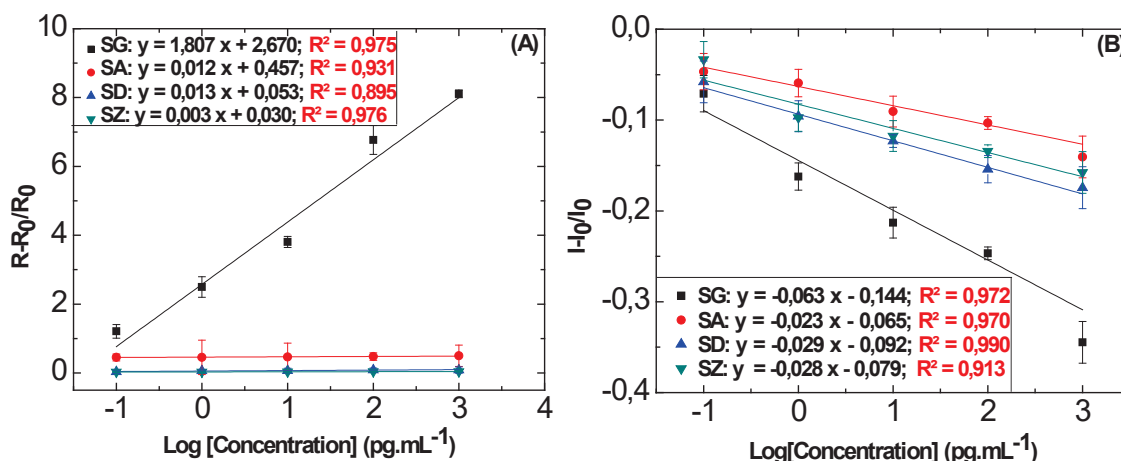 (A)
SG: y = 1,807 x + 2,670; R² = 0,975
SA: y = 0,012 x + 0,457; R² = 0,931
SD: y = 0,013 x + 0,053; R² = 0,895
SZ: y = 0,003 x + 0,030; R² = 0,976
10
8
6
4
2
0
R-R0/R0
-1 0 1 2 3 4
Log [Concentration] (pg.mL-1)
(B)
0,0
-0,1
-0,2
-0,3
-0,4
I-I0/I0
SG: y = -0,063 x - 0,144; R² = 0,972
SA: y = -0,023 x - 0,065; R² = 0,970
SD: y = -0,029 x - 0,092; R² = 0,990
SZ: y = -0,028 x - 0,079; R² = 0,913
-1 0 1 2 3
Log[Concentration] (pg.mL-1)